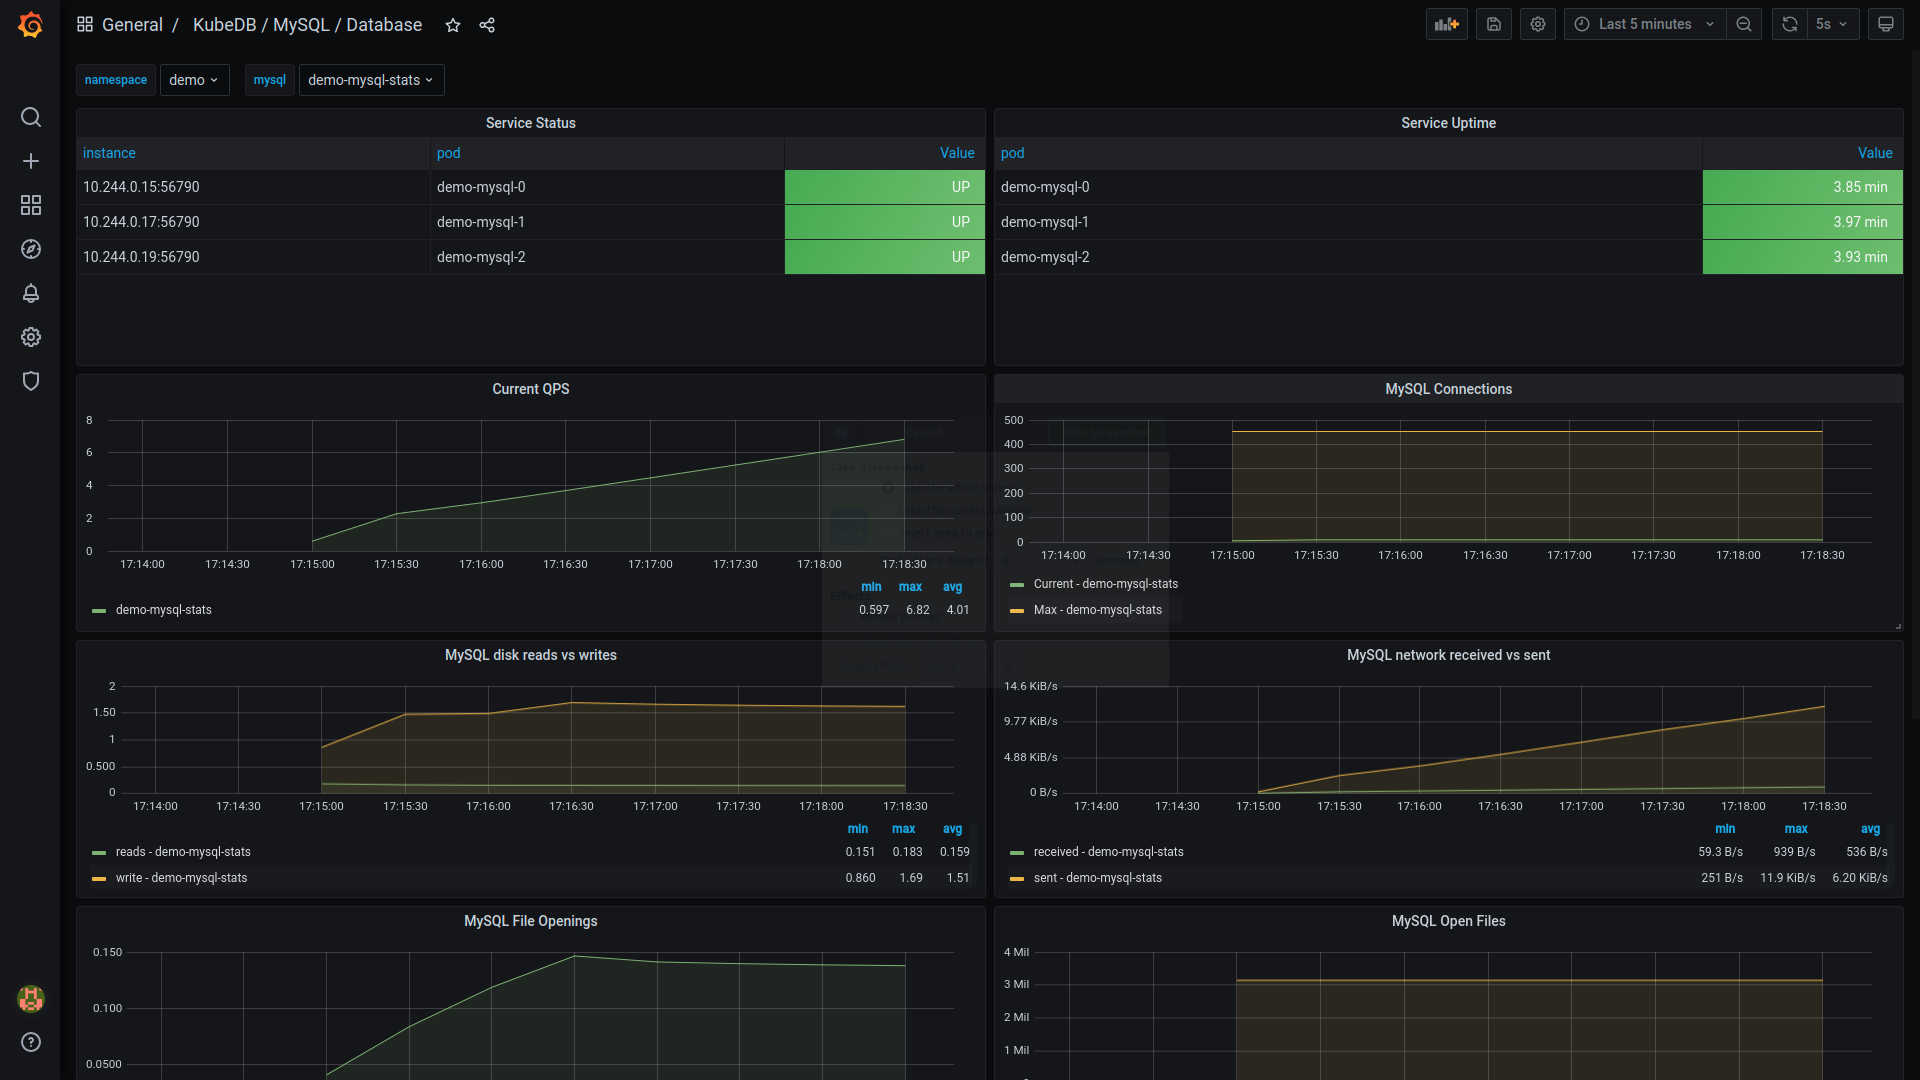 General / KubeDB / MySQL / Database
Last 5 minutes
5s
namespace demo mysql demo-mysql-stats
Service Status
instance pod Value
10.244.0.15:56790 demo-mysql-0 UP
10.244.0.17:56790 demo-mysql-1 UP
10.244.0.19:56790 demo-mysql-2 UP
Service Uptime
pod Value
demo-mysql-0 3.85 min
demo-mysql-1 3.97 min
demo-mysql-2 3.93 min
Current QPS
8
6
4
2
0
17:14:00 17:14:30 17:15:00 17:15:30 17:16:00 17:16:30 17:17:00 17:17:30 17:18:00 17:18:30
min max avg
demo-mysql-stats 0.597 6.82 4.01
MySQL Connections
500
400
300
200
100
0
17:14:00 17:14:30 17:15:00 17:15:30 17:16:00 17:16:30 17:17:00 17:17:30 17:18:00 17:18:30
Current - demo-mysql-stats
Max - demo-mysql-stats
Take Screenshot
Effects
MySQL disk reads vs writes
2
1.50
1
0.500
0
17:14:00 17:14:30 17:15:00 17:15:30 17:16:00 17:16:30 17:17:00 17:17:30 17:18:00 17:18:30
min max avg
reads - demo-mysql-stats 0.151 0.183 0.159
write - demo-mysql-stats 0.860 1.69 1.51
MySQL network received vs sent
14.6 KiB/s
9.77 KiB/s
4.88 KiB/s
0 B/s
17:14:00 17:14:30 17:15:00 17:15:30 17:16:00 17:16:30 17:17:00 17:17:30 17:18:00 17:18:30
min max avg
received - demo-mysql-stats 59.3 B/s 939 B/s 536 B/s
sent - demo-mysql-stats 251 B/s 11.9 KiB/s 6.20 KiB/s
MySQL File Openings
0.150
0.100
0.0500
MySQL Open Files
4 Mil
3 Mil
2 Mil
1 Mil